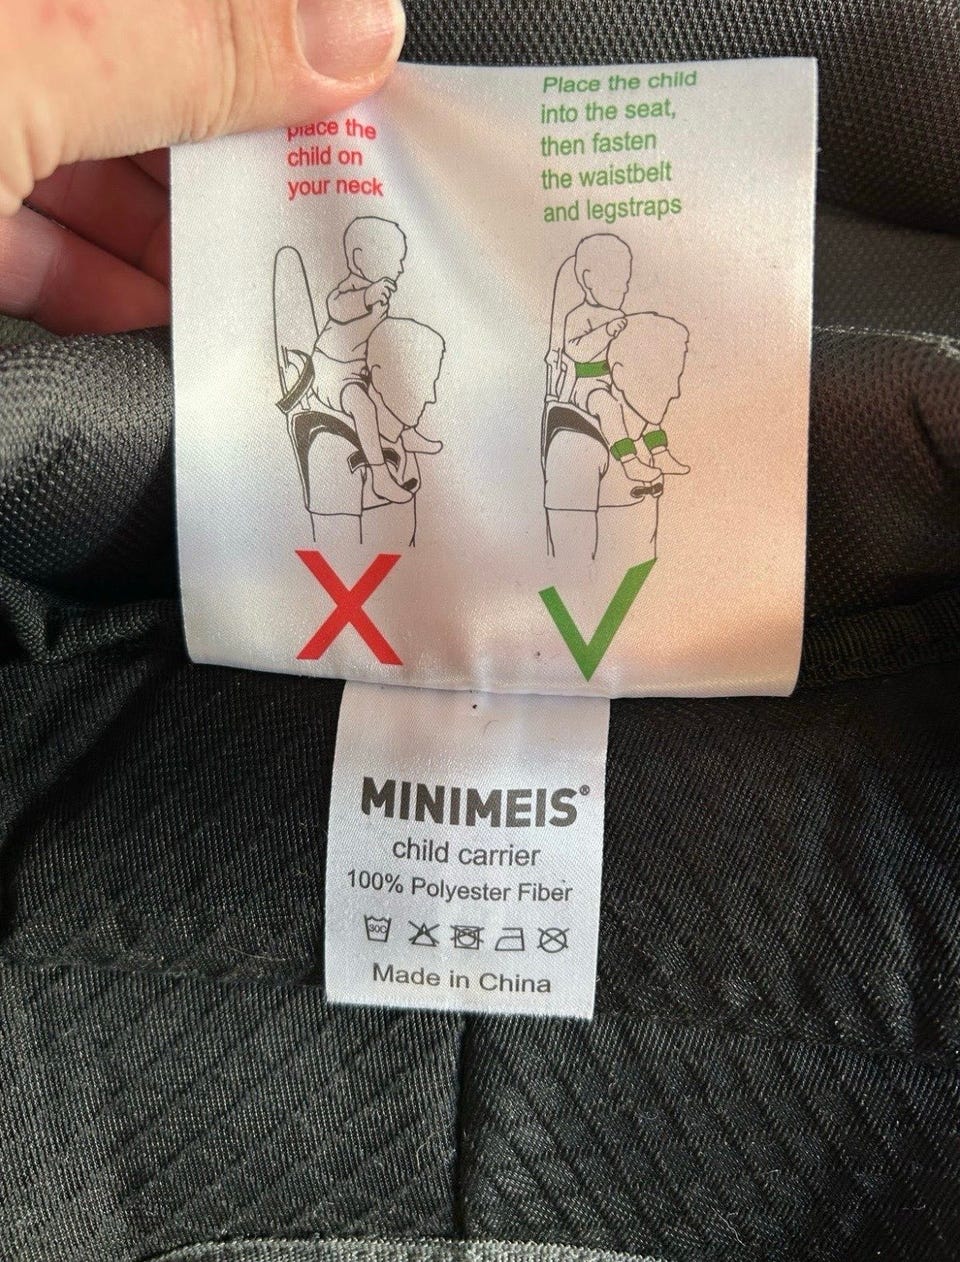 place the
child on
your neck
Place the child
into the seat,
then fasten
the waistbelt
and legstraps
X
MINIMEIS®
child carrier
100% Polyester Fiber
30C
Made in China